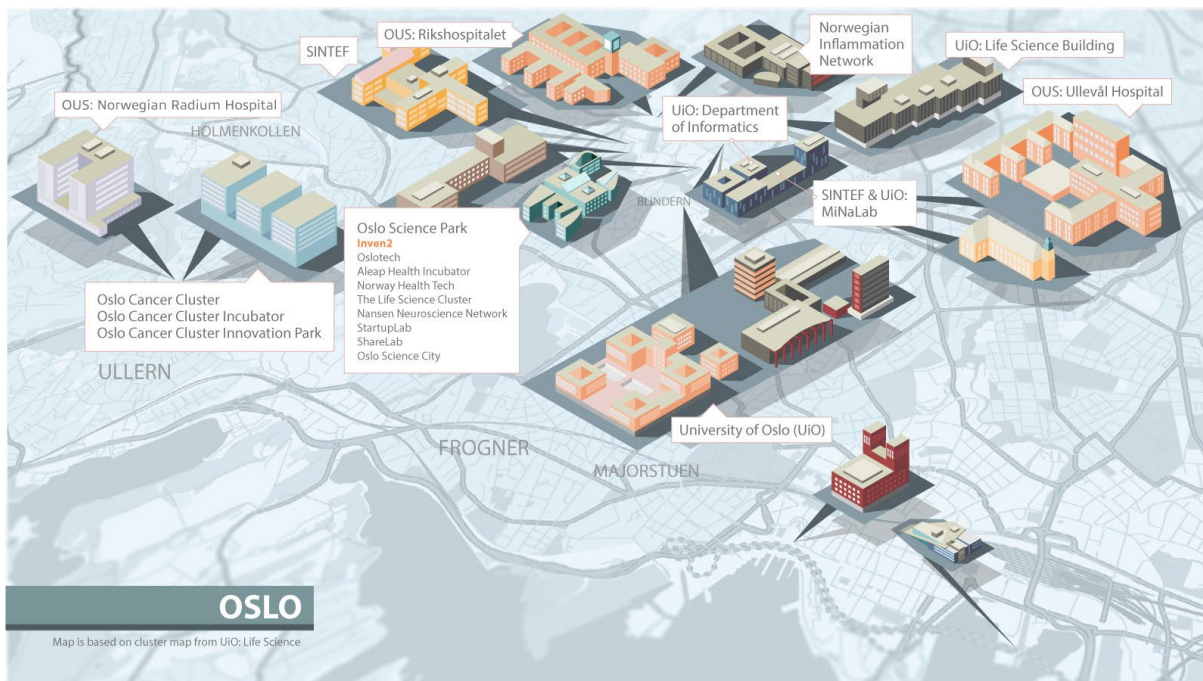 OUS: Rikshospitalet
SINTEF
Norwegian
Inflammation
Network
UiO: Life Science Building
OUS: Ullevål Hospital
OUS: Norwegian Radium Hospital
HOLMENKOLLEN
UiO: Department
of Informatics
BLINDERN
SINTEF & UiO:
MiNaLab
Oslo Science Park
Inven2
Oslotech
Aleap Health Incubator
Norway Health Tech
The Life Science Cluster
Nansen Neuroscience Network
StartupLab
ShareLab
Oslo Science City
Oslo Cancer Cluster
Oslo Cancer Cluster Incubator
Oslo Cancer Cluster Innovation Park
ULLERN
University of Oslo (UiO)
FROGNER
MAJORSTUEN
OSLO
Map is based on cluster map from UiO: Life Science